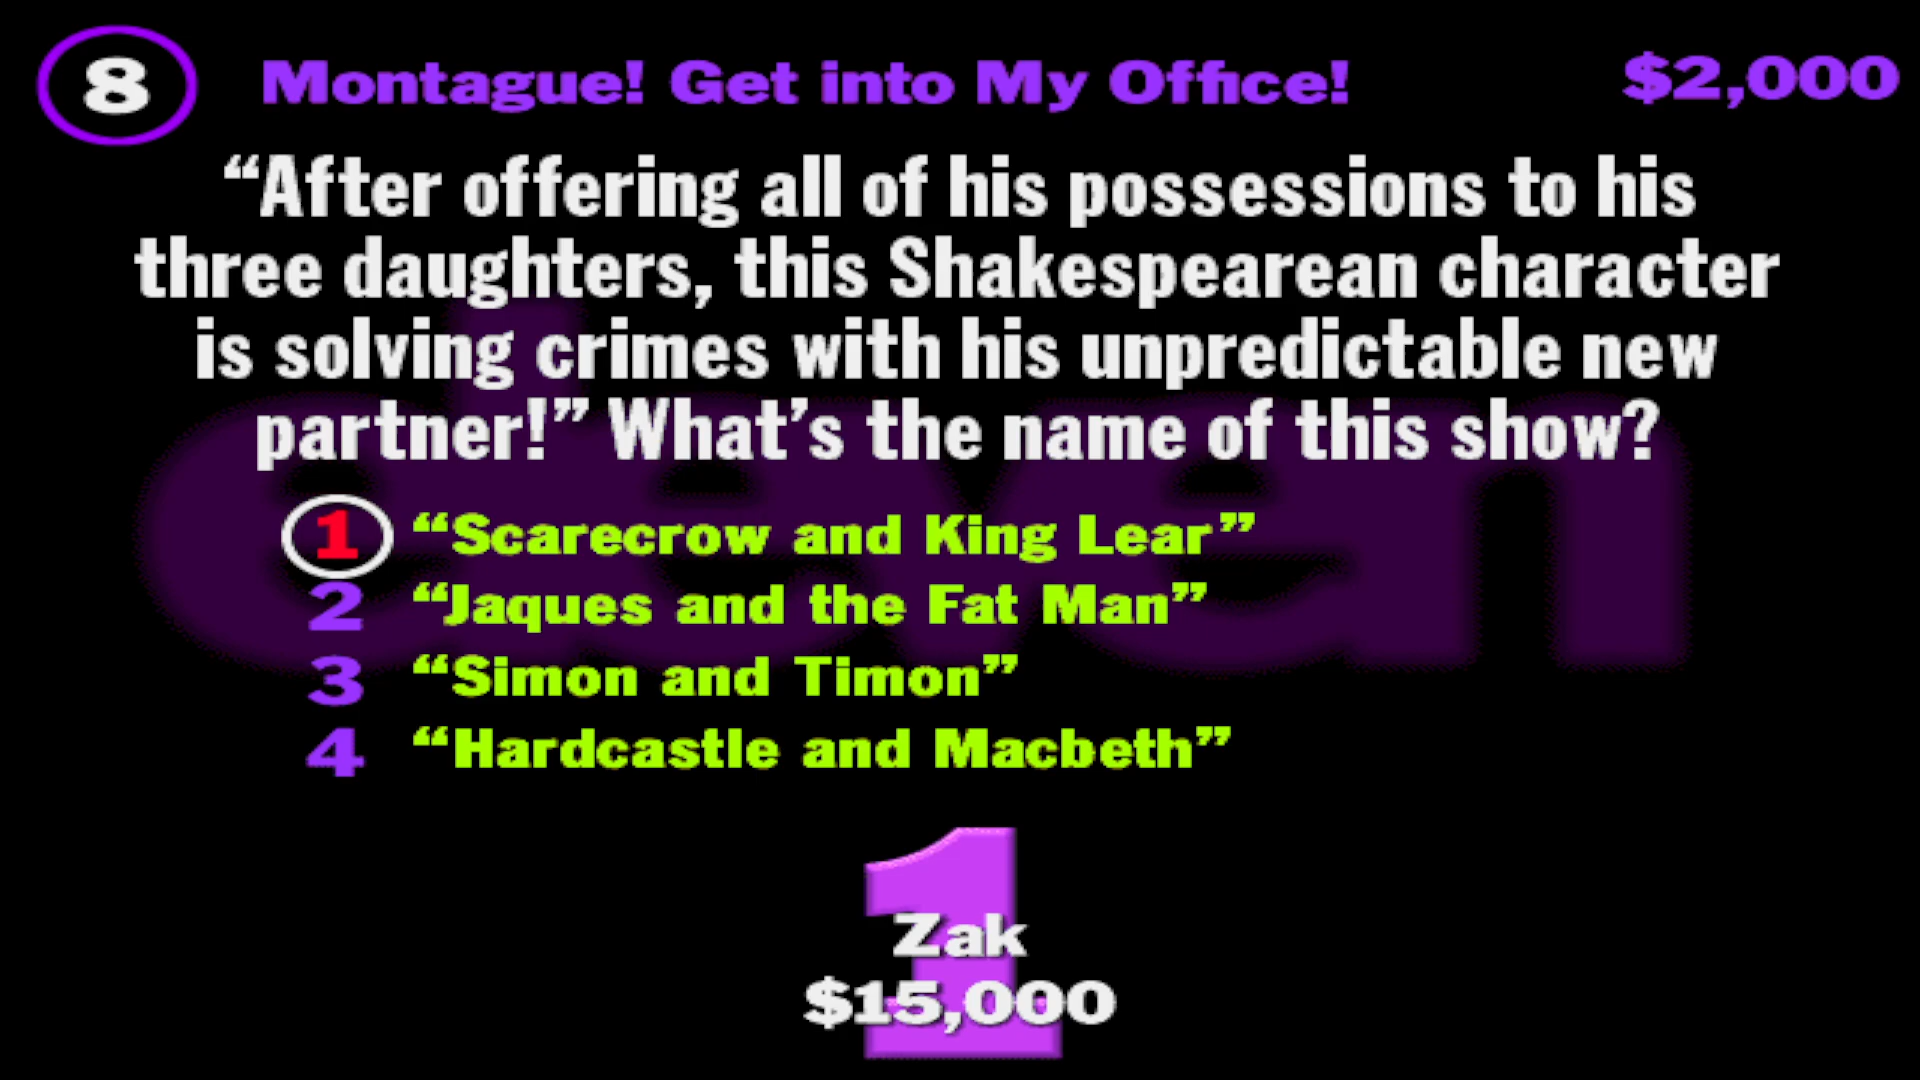 8 Montague! Get into My Office! $2,000
“After offering all of his possessions to his
three daughters, this Shakespearean character
is solving crimes with his unpredictable new
partner!” What’s the name of this show?
1 “Scarecrow and King Lear”
2 “Jaques and the Fat Man”
3 “Simon and Timon”
4 “Hardcastle and Macbeth”
eleven
1
Zak
$15,000